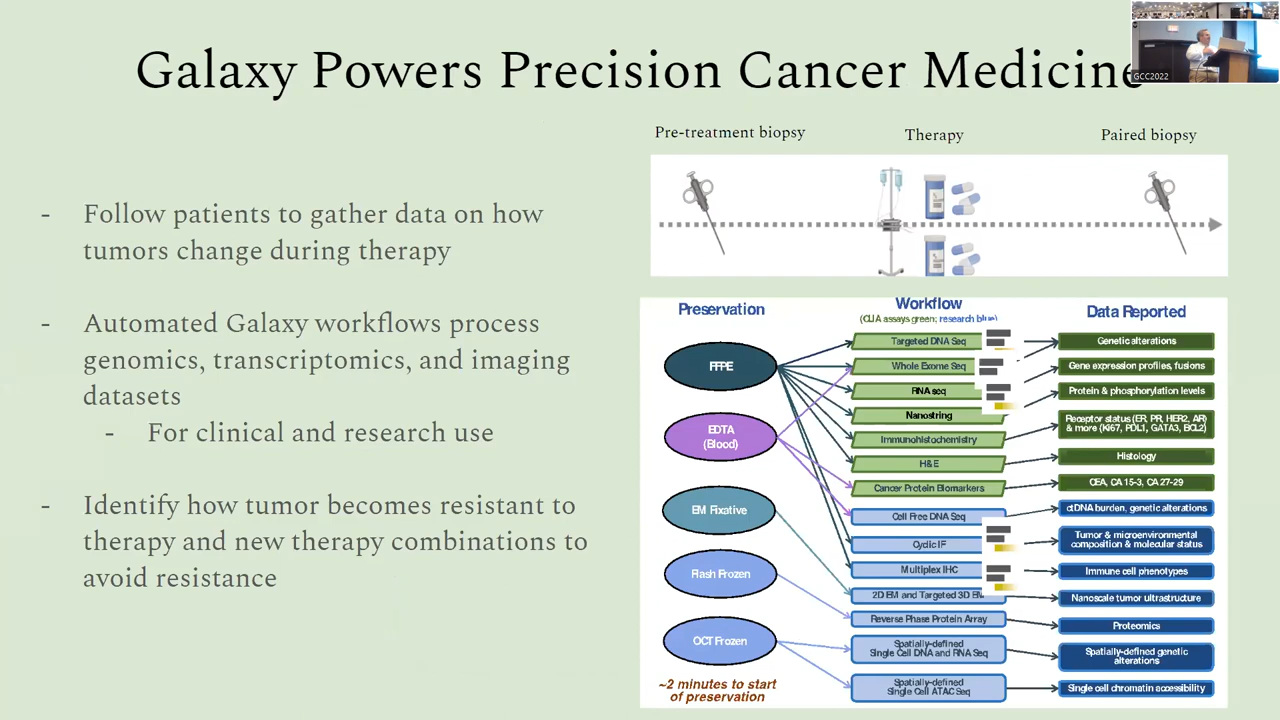 Galaxy Powers Precision Cancer Medicine
GCC2022
- Follow patients to gather data on how
tumors change during therapy
- Automated Galaxy workflows process
genomics, transcriptomics, and imaging
datasets
- For clinical and research use
- Identify how tumor becomes resistant to
therapy and new therapy combinations to
avoid resistance
Pre-treatment biopsy
Therapy
Paired biopsy
Preservation
FFPE
EDTA
(Blood)
EM Fixative
Flash Frozen
OCT Frozen
~2 minutes to start
of preservation
Workflow
(CLIA assays green; research blue)
Targeted DNA Seq
Whole Exome Seq
RNA seq
Nanostring
Immunohistochemistry
H&E
Cancer Protein Biomarkers
Cell Free DNA Seq
Cyclic IF
Multiplex IHC
2D EM and Targeted 3D EM
Reverse Phase Protein Array
Spatially-defined
Single Cell DNA and RNA Seq
Spatially-defined
Single Cell ATAC Seq
Data Reported
Genetic alterations
Gene expression profiles, fusions
Protein & phosphorylation levels
Receptor status (ER, PR, HER2, AR)
& more (Ki67, PDL1, GATA3, BCL2)
Histology
CEA, CA 15-3, CA 27-29
ctDNA burden, genetic alterations
Tumor & microenvironmental
composition & molecular status
Immune cell phenotypes
Nanoscale tumor ultrastructure
Proteomics
Spatially-defined genetic
alterations
Single cell chromatin accessibility